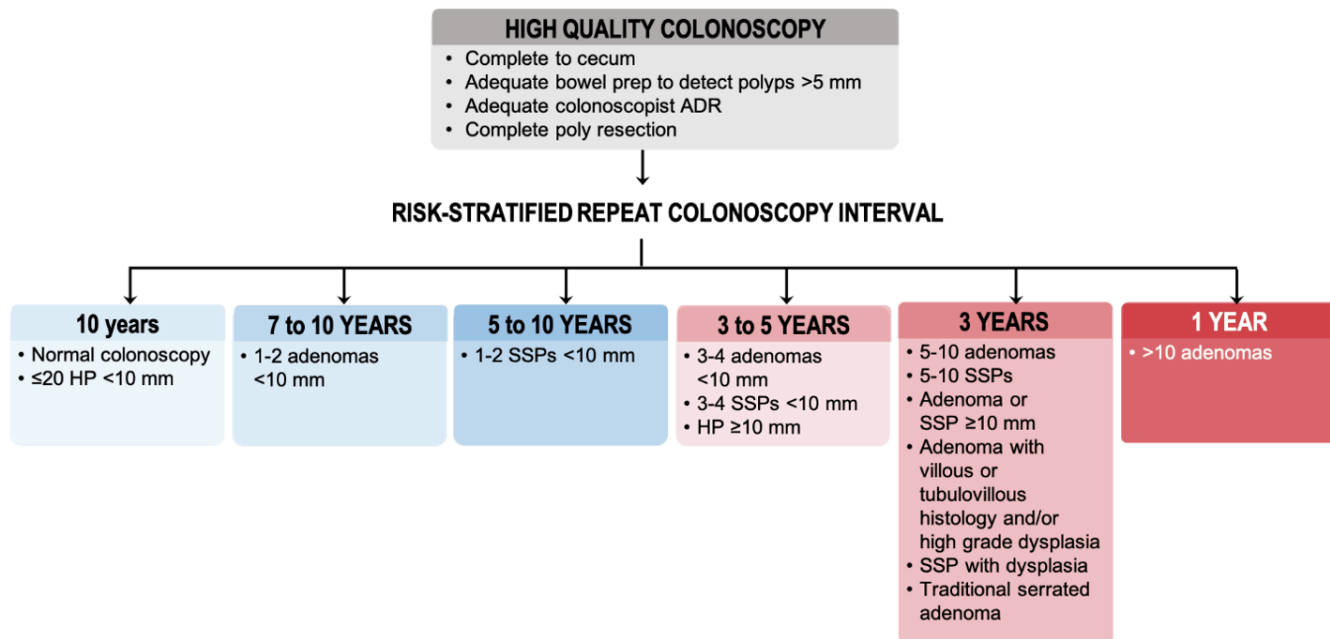 HIGH QUALITY COLONOSCOPY
• Complete to cecum
• Adequate bowel prep to detect polyps >5 mm
• Adequate colonoscopist ADR
• Complete poly resection
RISK-STRATIFIED REPEAT COLONOSCOPY INTERVAL
10 years
• Normal colonoscopy
• ≤20 HP <10 mm
7 to 10 YEARS
• 1-2 adenomas
<10 mm
5 to 10 YEARS
• 1-2 SSPs <10 mm
3 to 5 YEARS
• 3-4 adenomas
<10 mm
• 3-4 SSPs <10 mm
• HP ≥10 mm
3 YEARS
• 5-10 adenomas
• 5-10 SSPs
• Adenoma or
SSP ≥10 mm
• Adenoma with
villous or
tubulovillous
histology and/or
high grade dysplasia
• SSP with dysplasia
• Traditional serrated
adenoma
1 YEAR
• >10 adenomas